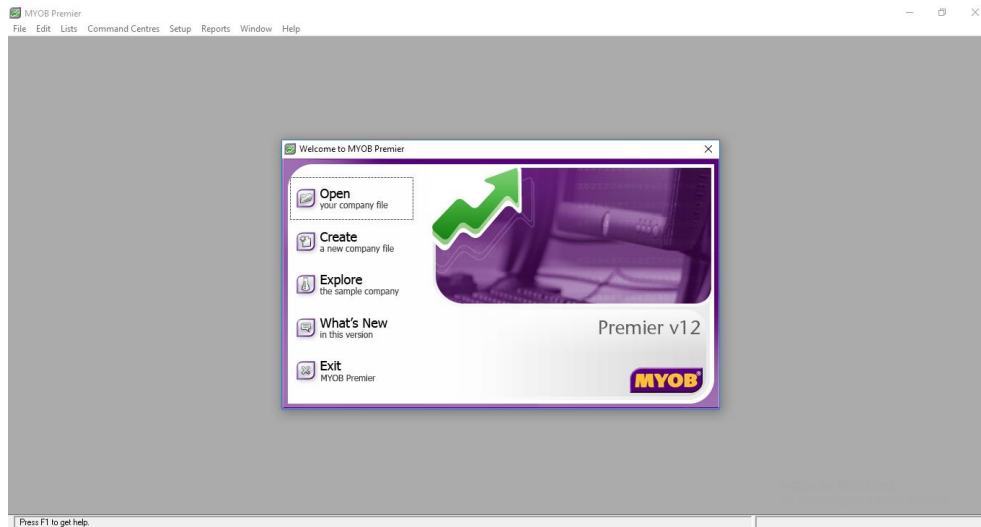 MYOB Premier
File Edit Lists Command Centres Setup Reports Window Help
Welcome to MYOB Premier
Open
your company file
Create
a new company file
Explore
the sample company
What's New
in this version
Exit
MYOB Premier
Premier v12
MYOB®
Press F1 to get help.